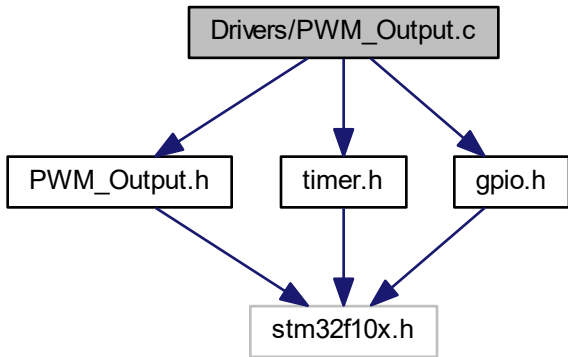 Drivers/PWM_Output.c
PWM_Output.h
timer.h
gpio.h
stm32f10x.h